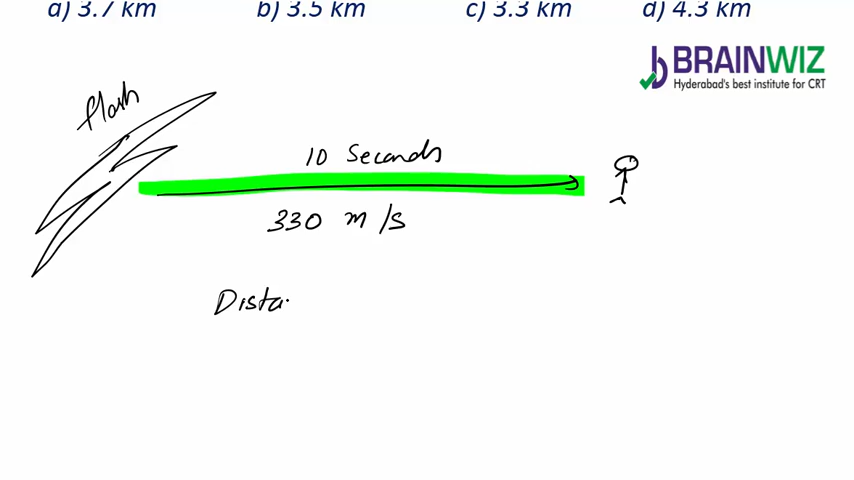 a) 3.7 km b) 3.5 km c) 3.3 km d) 4.3 km
BRAINWIZ
Hyderabad's best institute for CRT
flash
10 Seconds
330 m/s
Dista